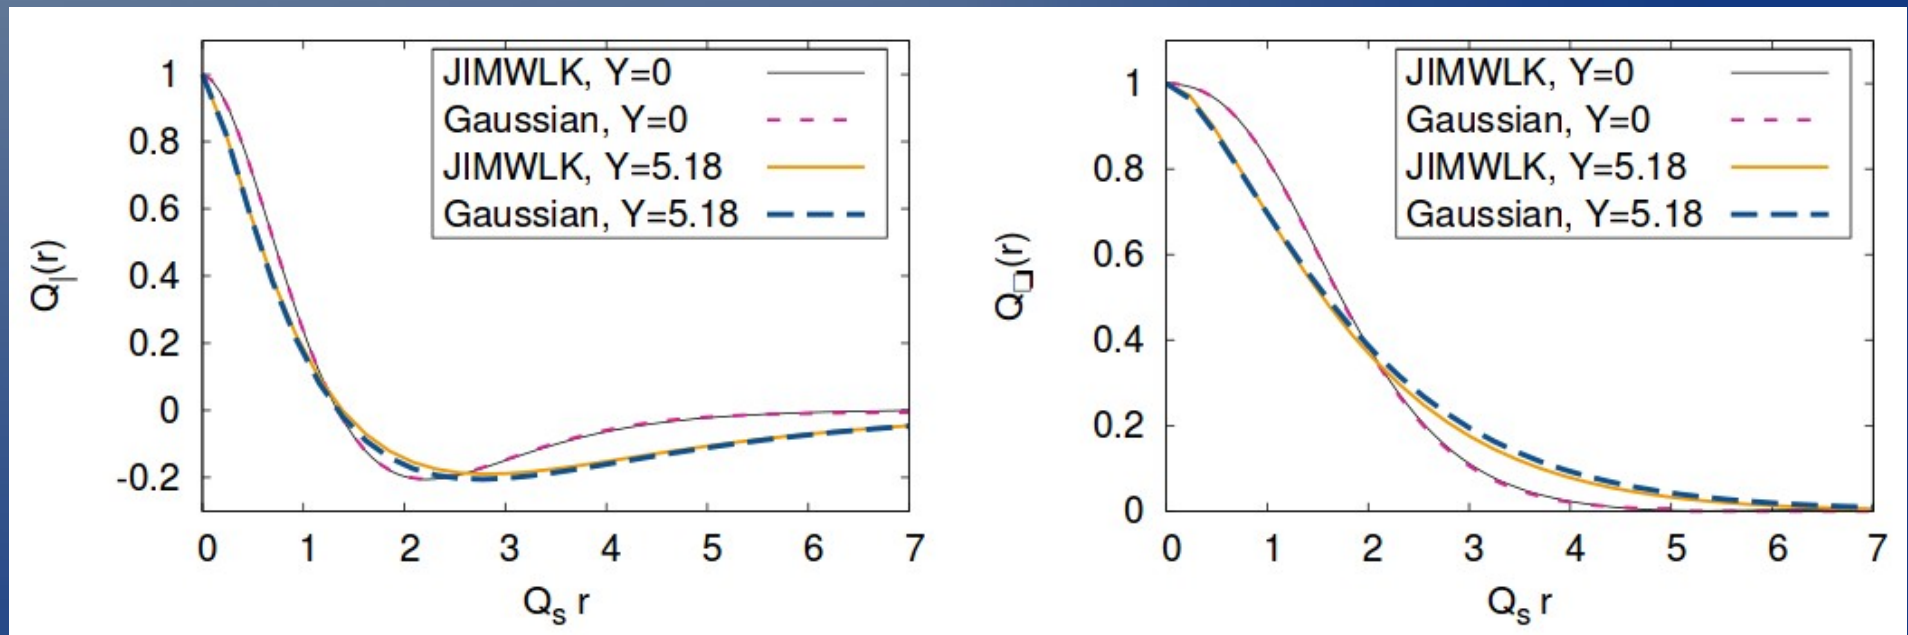 JIMWLK, Y=0
Gaussian, Y=0
JIMWLK, Y=5.18
Gaussian, Y=5.18
1
0.8
0.6
0.4
0.2
0
-0.2
Q|(r)
0 1 2 3 4 5 6 7
Qs r
JIMWLK, Y=0
Gaussian, Y=0
JIMWLK, Y=5.18
Gaussian, Y=5.18
1
0.8
0.6
0.4
0.2
0
Q□(r)
0 1 2 3 4 5 6 7
Qs r